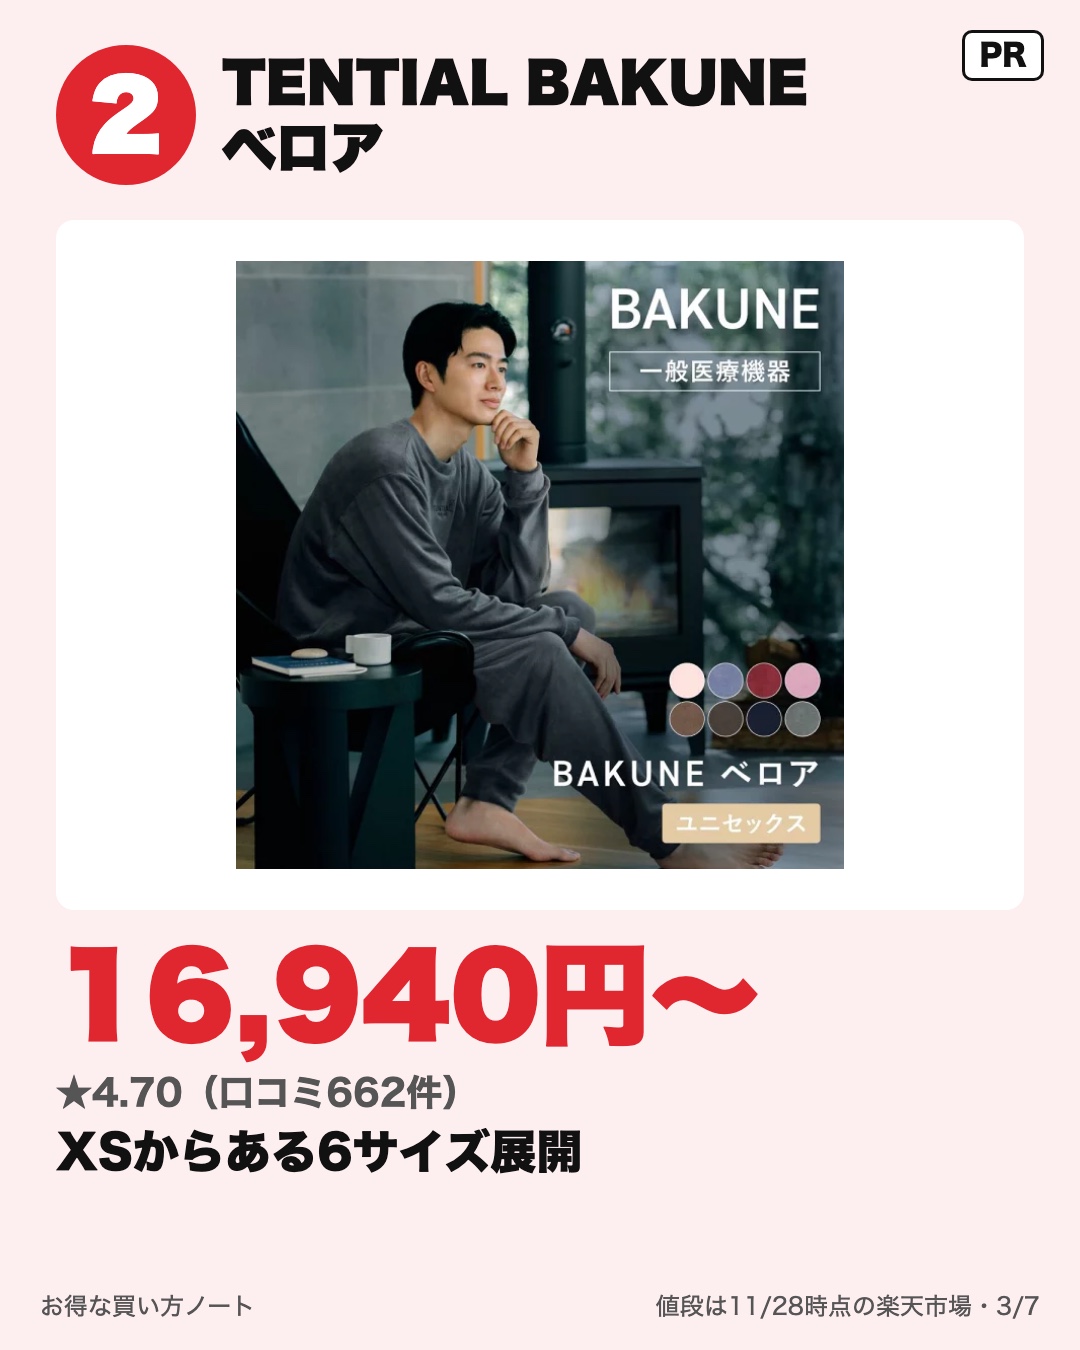 2
TENTIAL BAKUNE
ベロア
PR
BAKUNE
一般医療機器
BAKUNE ベロア
ユニセックス
16,940円〜
★4.70（口コミ662件）
XSからある6サイズ展開
お得な買い方ノート
値段は11/28時点の楽天市場・3/7